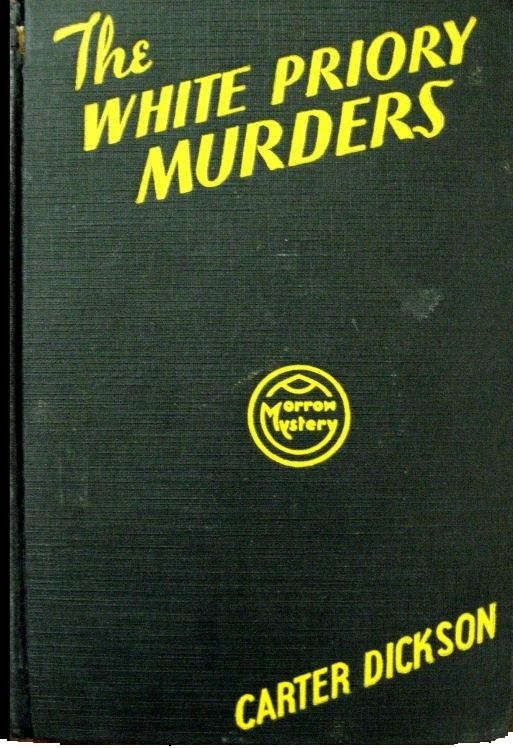 The
WHITE PRIORY
MURDERS
Morrow
Mystery
CARTER DICKSON